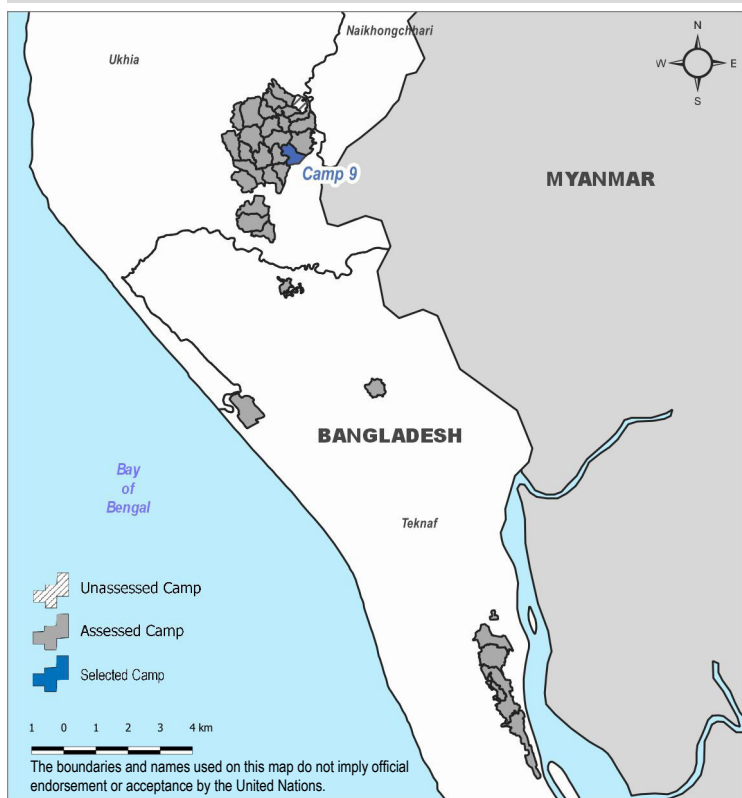 Naikhongchhari
Ukhia
N
W
E
S
Camp 9
MYANMAR
BANGLADESH
Bay
of
Bengal
Teknaf
Unassessed Camp
Assessed Camp
Selected Camp
1 0 1 2 3 4 km
The boundaries and names used on this map do not imply official
endorsement or acceptance by the United Nations.